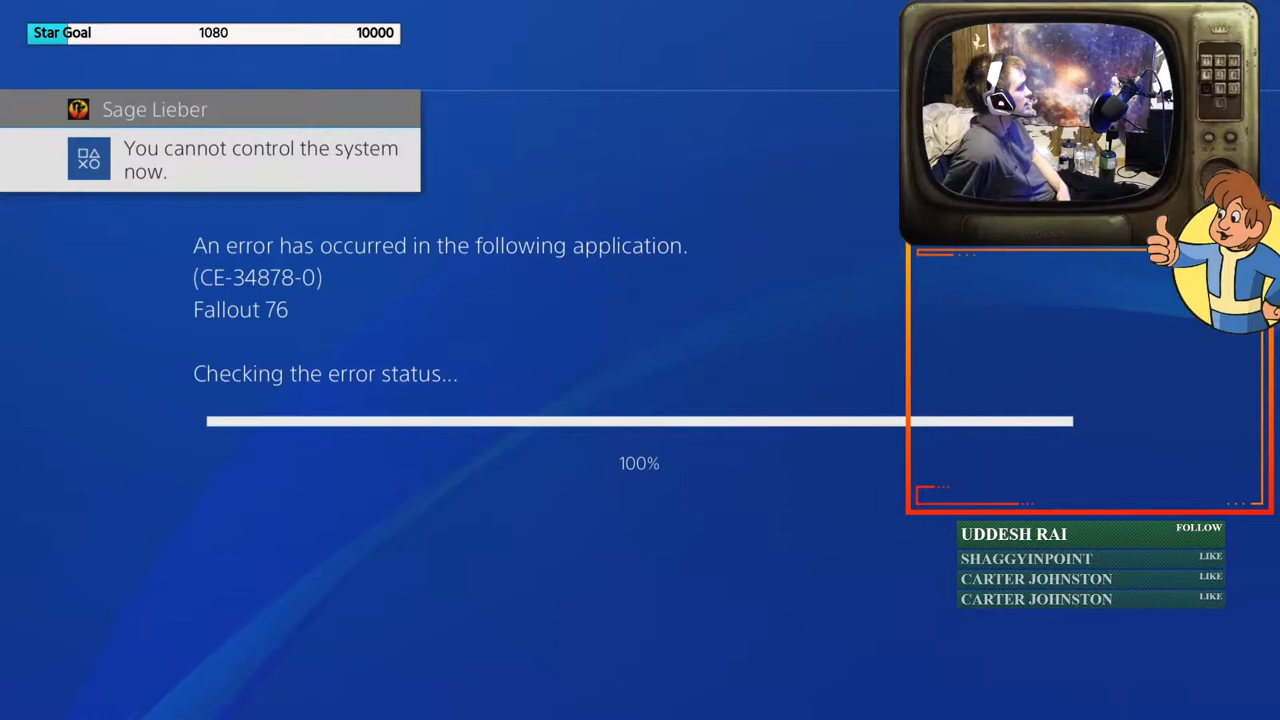 Star Goal 1080 10000
Sage Lieber
You cannot control the system
now.
An error has occurred in the following application.
(CE-34878-0)
Fallout 76
Checking the error status...
100%
UDDESH RAI FOLLOW
SHAGGYINPOINT LIKE
CARTER JOHNSTON LIKE
CARTER JOHNSTON LIKE